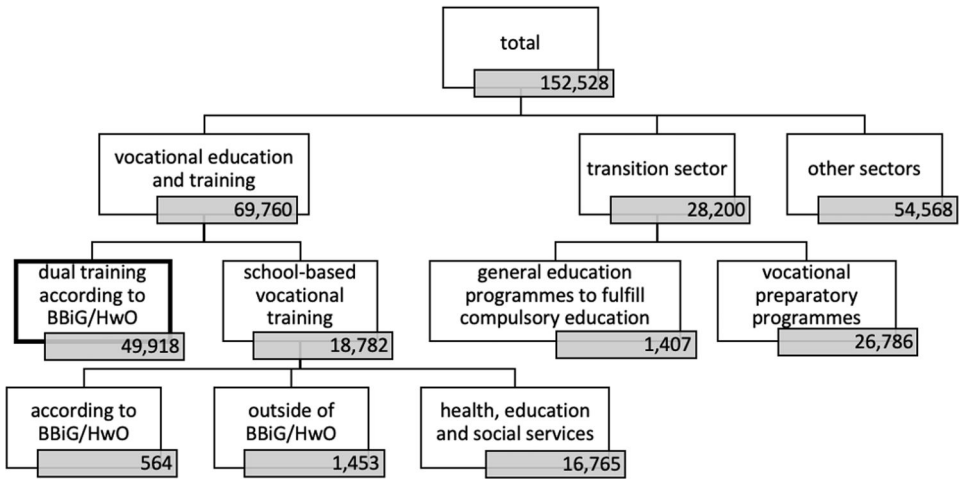 total
152,528
vocational education
and training
69,760
transition sector
28,200
other sectors
54,568
dual training
according to
BBiG/HwO
49,918
school-based
vocational
training
18,782
general education
programmes to fulfill
compulsory education
1,407
vocational
preparatory
programmes
26,786
according to
BBiG/HwO
564
outside of
BBiG/HwO
1,453
health, education
and social services
16,765